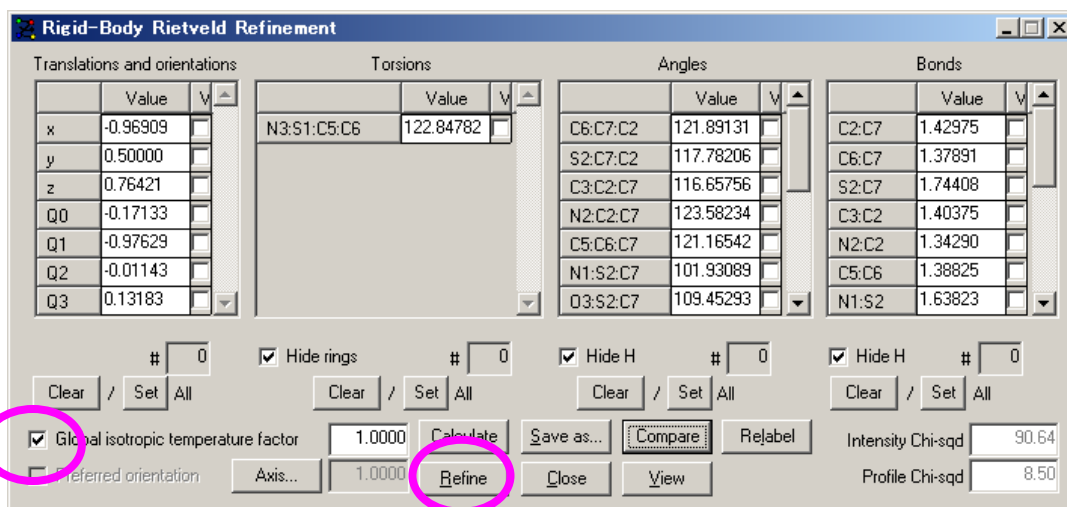 Rigid-Body Rietveld Refinement
Translations and orientations Torsions Angles Bonds
Value V Value V Value V Value V
x -0.96909 N3:S1:C5:C6 122.84782 C6:C7:C2 121.89131 C2:C7 1.42975
y 0.50000 S2:C7:C2 117.78206 C6:C7 1.37891
z 0.76421 C3:C2:C7 116.65756 S2:C7 1.74408
Q0 -0.17133 N2:C2:C7 123.58234 C3:C2 1.40375
Q1 -0.97629 C5:C6:C7 121.16542 N2:C2 1.34290
Q2 -0.01143 N1:S2:C7 101.93089 C5:C6 1.38825
Q3 0.13183 O3:S2:C7 109.45293 N1:S2 1.63823
# 0 Hide rings # 0 Hide H # 0 Hide H # 0
Clear / Set All Clear / Set All Clear / Set All Clear / Set All
Global isotropic temperature factor 1.0000 Calculate Save as... Compare Relabel Intensity Chi-sqd 90.64
Preferred orientation Axis... 1.0000 Refine Close View Profile Chi-sqd 8.50